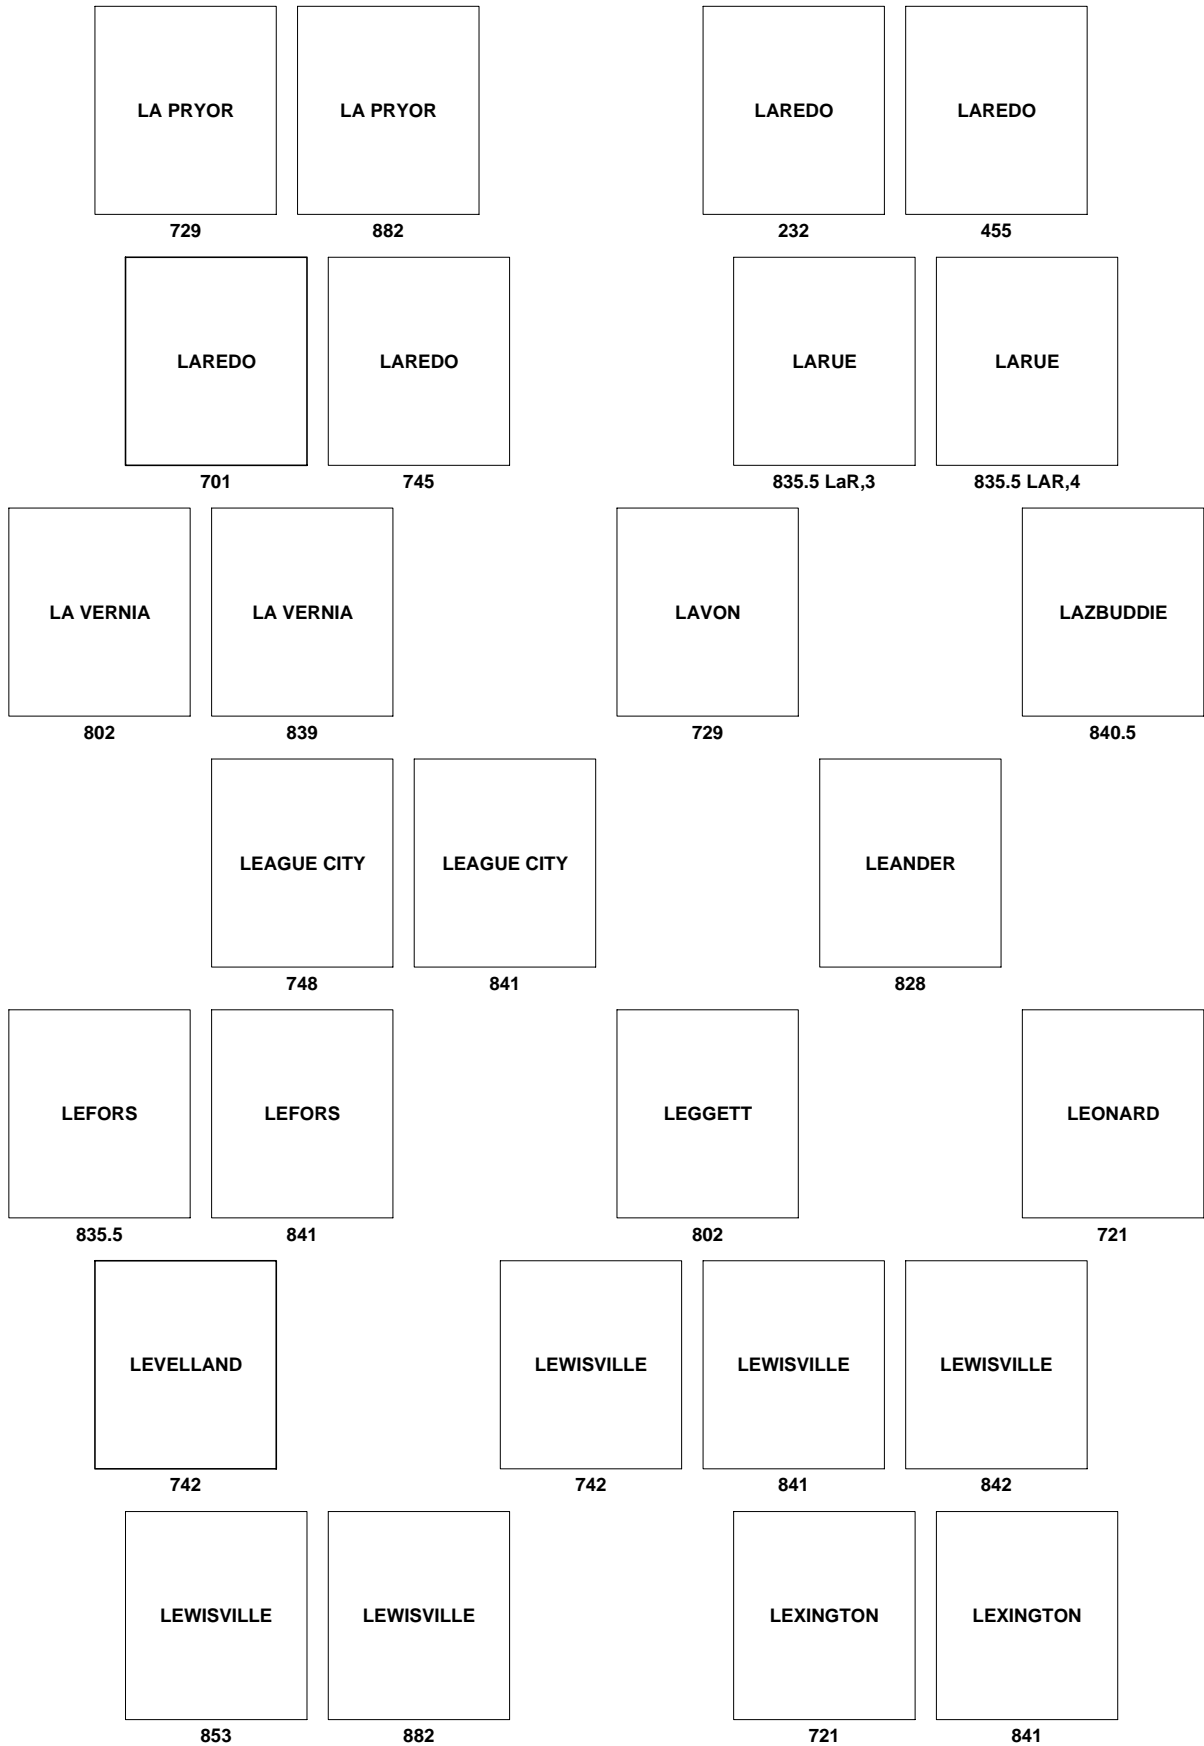 LA PRYOR LA PRYOR LAREDO LAREDO
729 882 232 455
LAREDO LAREDO LARUE LARUE
701 745 835.5 LaR,3 835.5 LAR,4
LA VERNIA LA VERNIA LAVON LAZBUDDIE
802 839 729 840.5
LEAGUE CITY LEAGUE CITY LEANDER
748 841 828
LEFORS LEFORS LEGGETT LEONARD
835.5 841 802 721
LEVELLAND LEWISVILLE LEWISVILLE LEWISVILLE
742 742 841 842
LEWISVILLE LEWISVILLE LEXINGTON LEXINGTON
853 882 721 841